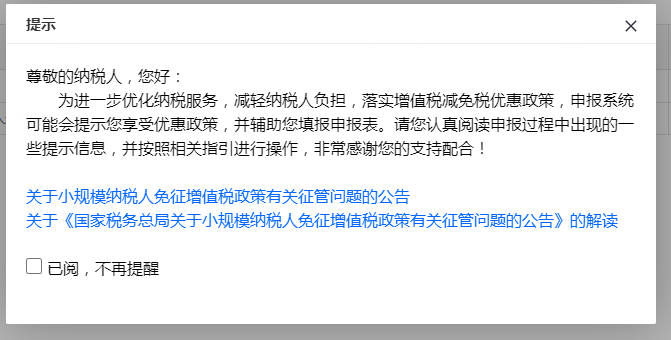 提示
尊敬的纳税人，您好：
为进一步优化纳税服务，减轻纳税人负担，落实增值税减免税优惠政策，申报系统
可能会提示您享受优惠政策，并辅助您填报申报表。请您认真阅读申报过程中出现的一
些提示信息，并按照相关指引进行操作，非常感谢您的支持配合！
关于小规模纳税人免征增值税政策有关征管问题的公告
关于《国家税务总局关于小规模纳税人免征增值税政策有关征管问题的公告》的解读
已阅，不再提醒